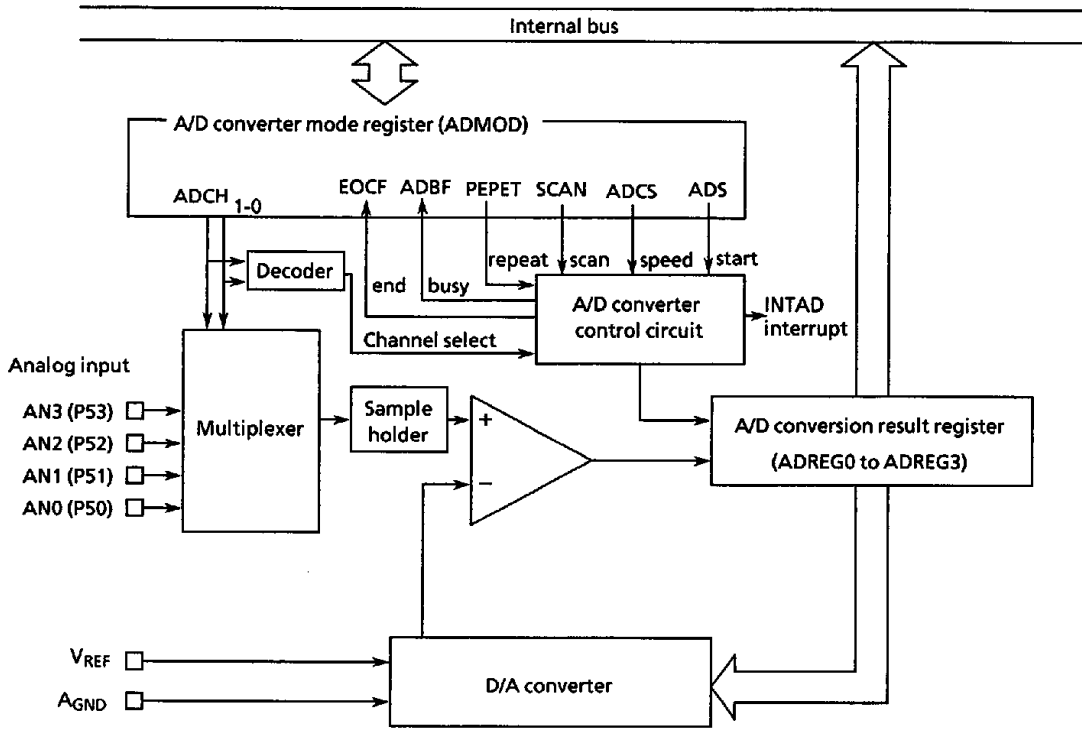 Internal bus
A/D converter mode register (ADMOD)
ADCH 1-0
EOCF ADBF PEPET SCAN ADCS ADS
repeat scan speed start
Decoder
end busy
A/D converter
control circuit
INTAD
interrupt
Channel select
Analog input
AN3 (P53)
AN2 (P52)
AN1 (P51)
AN0 (P50)
Multiplexer
Sample
holder
+
−
A/D conversion result register
(ADREG0 to ADREG3)
VREF
AGND
D/A converter